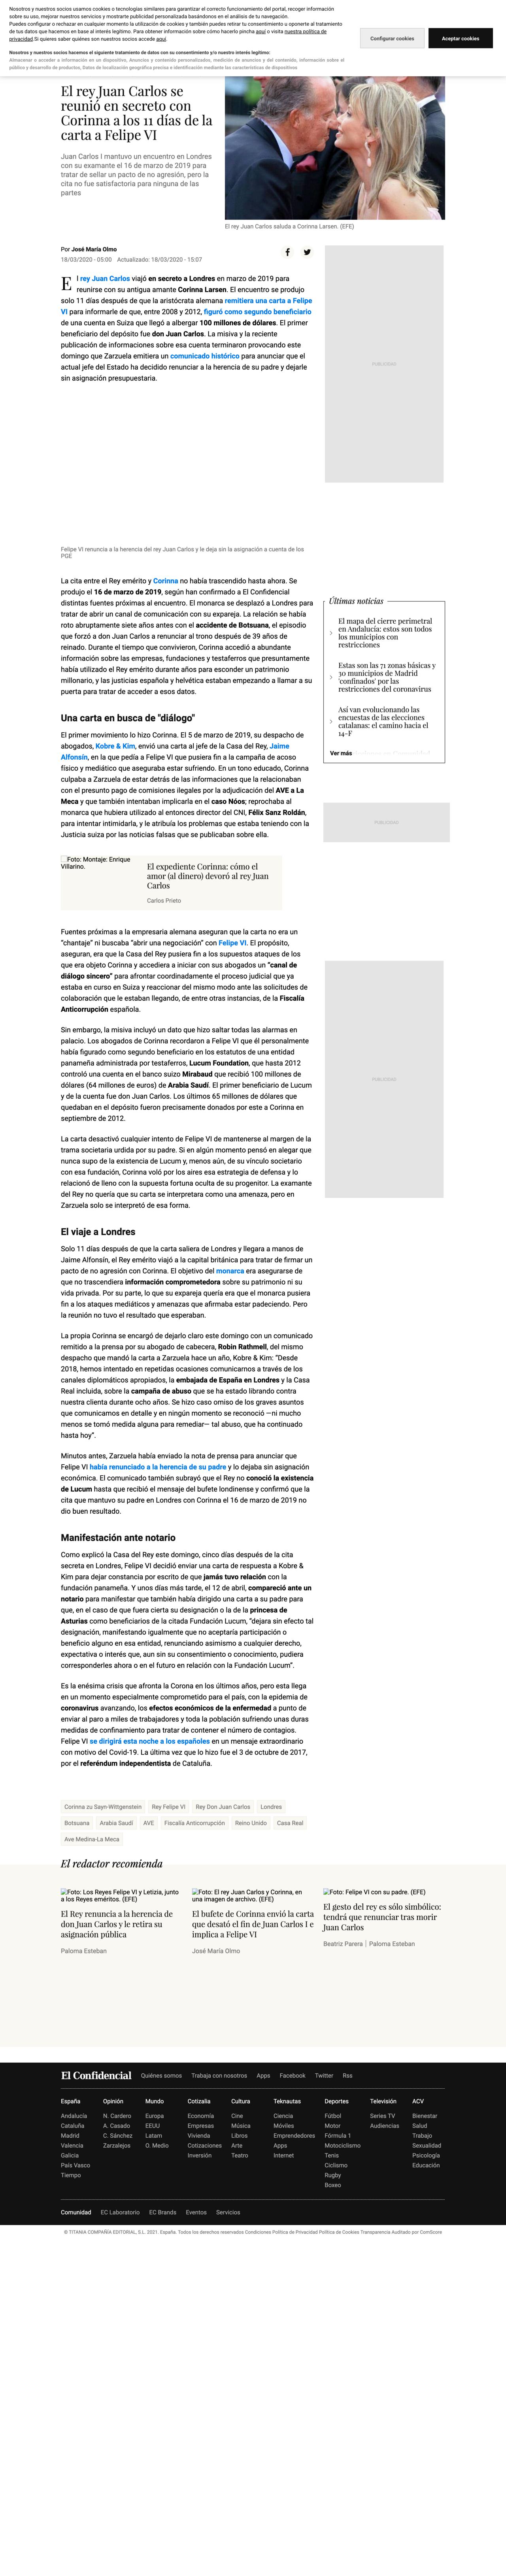 Nosotros y nuestros socios usamos cookies o tecnologías similares para garantizar el correcto funcionamiento del portal, recoger información
sobre su uso, mejorar nuestros servicios y mostrarte publicidad personalizada basándonos en el análisis de tu navegación.
Puedes configurar o rechazar en cualquier momento la utilización de cookies y también puedes retirar tu consentimiento u oponerte al tratamiento
de tus datos que hacemos en base al interés legítimo. Para obtener más información sobre cómo hacerlo pincha aquí o visita nuestra política de
privacidad.Si quieres saber quiénes son nuestros socios accede aquí.
Nosotros y nuestros socios hacemos el siguiente tratamiento de datos con su consentimiento y/o nuestro interés legítimo:
Almacenar o acceder a información en un dispositivo, Anuncios y contenido personalizados, medición de anuncios y del contenido, información sobre el
público y desarrollo de productos, Datos de localización geográfica precisa e identificación mediante las características de dispositivos
Configurar cookies
Aceptar cookies
El rey Juan Carlos se
reunió en secreto con
Corinna a los 11 días de la
carta a Felipe VI
Juan Carlos I mantuvo un encuentro en Londres
con su examante el 16 de marzo de 2019 para
tratar de sellar un pacto de no agresión, pero la
cita no fue satisfactoria para ninguna de las
partes
El rey Juan Carlos saluda a Corinna Larsen. (EFE)
Por José María Olmo
18/03/2020 - 05:00 Actualizado: 18/03/2020 - 15:07
El rey Juan Carlos viajó en secreto a Londres en marzo de 2019 para
reunirse con su antigua amante Corinna Larsen. El encuentro se produjo
solo 11 días después de que la aristócrata alemana remitiera una carta a Felipe
VI para informarle de que, entre 2008 y 2012, figuró como segundo beneficiario
de una cuenta en Suiza que llegó a albergar 100 millones de dólares. El primer
beneficiario del depósito fue don Juan Carlos. La misiva y la reciente
publicación de informaciones sobre esa cuenta terminaron provocando este
domingo que Zarzuela emitiera un comunicado histórico para anunciar que el
actual jefe del Estado ha decidido renunciar a la herencia de su padre y dejarle
sin asignación presupuestaria.
PUBLICIDAD
Felipe VI renuncia a la herencia del rey Juan Carlos y le deja sin la asignación a cuenta de los
PGE
La cita entre el Rey emérito y Corinna no había trascendido hasta ahora. Se
produjo el 16 de marzo de 2019, según han confirmado a El Confidencial
distintas fuentes próximas al encuentro. El monarca se desplazó a Londres para
tratar de abrir un canal de comunicación con su expareja. La relación se había
roto abruptamente siete años antes con el accidente de Botsuana, el episodio
que forzó a don Juan Carlos a renunciar al trono después de 39 años de
reinado. Durante el tiempo que convivieron, Corinna accedió a abundante
información sobre las empresas, fundaciones y testaferros que presuntamente
había utilizado el Rey emérito durante años para esconder un patrimonio
opaco, y las justicias española y helvética estaban empezando a llamar a su
puerta para tratar de acceder a esos datos.
Últimas noticias
El mapa del cierre perimetral
en Andalucía: estos son todos
los municipios con
restricciones
Estas son las 71 zonas básicas y
30 municipios de Madrid
'confinados' por las
restricciones del coronavirus
Así van evolucionando las
encuestas de las elecciones
catalanas: el camino hacia el
14-F
Ver más
Una carta en busca de "diálogo"
El primer movimiento lo hizo Corinna. El 5 de marzo de 2019, su despacho de
abogados, Kobre & Kim, envió una carta al jefe de la Casa del Rey, Jaime
Alfonsín, en la que pedía a Felipe VI que pusiera fin a la campaña de acoso
físico y mediático que aseguraba estar sufriendo. En un tono educado, Corina
culpaba a Zarzuela de estar detrás de las informaciones que la relacionaban
con el presunto pago de comisiones ilegales por la adjudicación del AVE a La
Meca y que también intentaban implicarla en el caso Nóos; reprochaba al
monarca que hubiera utilizado al entonces director del CNI, Félix Sanz Roldán,
para intentar intimidarla, y le atribuía los problemas que estaba teniendo con la
Justicia suiza por las noticias falsas que se publicaban sobre ella.
PUBLICIDAD
Foto: Montaje: Enrique
Villarino.
El expediente Corinna: cómo el
amor (al dinero) devoró al rey Juan
Carlos
Carlos Prieto
Fuentes próximas a la empresaria alemana aseguran que la carta no era un
“chantaje” ni buscaba “abrir una negociación” con Felipe VI. El propósito,
aseguran, era que la Casa del Rey pusiera fin a los supuestos ataques de los
que era objeto Corinna y accediera a iniciar con sus abogados un “canal de
diálogo sincero” para afrontar coordinadamente el proceso judicial que ya
estaba en curso en Suiza y reaccionar del mismo modo ante las solicitudes de
colaboración que le estaban llegando, de entre otras instancias, de la Fiscalía
Anticorrupción española.
PUBLICIDAD
Sin embargo, la misiva incluyó un dato que hizo saltar todas las alarmas en
palacio. Los abogados de Corinna recordaron a Felipe VI que él personalmente
había figurado como segundo beneficiario en los estatutos de una entidad
panameña administrada por testaferros, Lucum Foundation, que hasta 2012
controló una cuenta en el banco suizo Mirabaud que recibió 100 millones de
dólares (64 millones de euros) de Arabia Saudí. El primer beneficiario de Lucum
y de la cuenta fue don Juan Carlos. Los últimos 65 millones de dólares que
quedaban en el depósito fueron precisamente donados por este a Corinna en
septiembre de 2012.
La carta desactivó cualquier intento de Felipe VI de mantenerse al margen de la
trama societaria urdida por su padre. Si en algún momento pensó en alegar que
nunca supo de la existencia de Lucum y, menos aún, de su vínculo societario
con esa fundación, Corinna voló por los aires esa estrategia de defensa y lo
relacionó de lleno con la supuesta fortuna oculta de su progenitor. La examante
del Rey no quería que su carta se interpretara como una amenaza, pero en
Zarzuela solo se interpretó de esa forma.
El viaje a Londres
Solo 11 días después de que la carta saliera de Londres y llegara a manos de
Jaime Alfonsín, el Rey emérito viajó a la capital británica para tratar de firmar un
pacto de no agresión con Corinna. El objetivo del monarca era asegurarse de
que no trascendiera información comprometedora sobre su patrimonio ni su
vida privada. Por su parte, lo que su expareja quería era que el monarca pusiera
fin a los ataques mediáticos y amenazas que afirmaba estar padeciendo. Pero
la reunión no tuvo el resultado que esperaban.
La propia Corinna se encargó de dejarlo claro este domingo con un comunicado
remitido a la prensa por su abogado de cabecera, Robin Rathmell, del mismo
despacho que mandó la carta a Zarzuela hace un año, Kobre & Kim: “Desde
2018, hemos intentado en repetidas ocasiones comunicarnos a través de los
canales diplomáticos apropiados, la embajada de España en Londres y la Casa
Real incluida, sobre la campaña de abuso que se está librando contra
nuestra clienta durante ocho años. Se hizo caso omiso de los graves asuntos
que comunicamos en detalle y en ningún momento se reconoció —ni mucho
menos se tomó medida alguna para remediar— tal abuso, que ha continuado
hasta hoy”.
Minutos antes, Zarzuela había enviado la nota de prensa para anunciar que
Felipe VI había renunciado a la herencia de su padre y lo dejaba sin asignación
económica. El comunicado también subrayó que el Rey no conoció la existencia
de Lucum hasta que recibió el mensaje del bufete londinense y confirmó que la
cita que mantuvo su padre en Londres con Corinna el 16 de marzo de 2019 no
dio buen resultado.
Manifestación ante notario
Como explicó la Casa del Rey este domingo, cinco días después de la cita
secreta en Londres, Felipe VI decidió enviar una carta de respuesta a Kobre &
Kim para dejar constancia por escrito de que jamás tuvo relación con la
fundación panameña. Y unos días más tarde, el 12 de abril, compareció ante un
notario para manifestar que también había dirigido una carta a su padre para
que, en el caso de que fuera cierta su designación o la de la princesa de
Asturias como beneficiarios de la citada Fundación Lucum, “dejara sin efecto tal
designación, manifestando igualmente que no aceptaría participación o
beneficio alguno en esa entidad, renunciando asimismo a cualquier derecho,
expectativa o interés que, aun sin su consentimiento o conocimiento, pudiera
corresponderles ahora o en el futuro en relación con la Fundación Lucum”.
Es la enésima crisis que afronta la Corona en los últimos años, pero esta llega
en un momento especialmente comprometido para el país, con la epidemia de
coronavirus avanzando, los efectos económicos de la enfermedad a punto de
enviar al paro a miles de trabajadores y toda la población sufriendo unas duras
medidas de confinamiento para tratar de contener el número de contagios.
Felipe VI se dirigirá esta noche a los españoles en un mensaje extraordinario
con motivo del Covid-19. La última vez que lo hizo fue el 3 de octubre de 2017,
por el referéndum independentista de Cataluña.
Corinna zu Sayn-Wittgenstein Rey Felipe VI Rey Don Juan Carlos Londres
Botsuana Arabia Saudí AVE Fiscalía Anticorrupción Reino Unido Casa Real
Ave Medina-La Meca
El redactor recomienda
Foto: Los Reyes Felipe VI y Letizia, junto
a los Reyes eméritos. (EFE)
El Rey renuncia a la herencia de
don Juan Carlos y le retira su
asignación pública
Paloma Esteban
Foto: El rey Juan Carlos y Corinna, en
una imagen de archivo. (EFE)
El bufete de Corinna envió la carta
que desató el fin de Juan Carlos I e
implica a Felipe VI
José María Olmo
Foto: Felipe VI con su padre. (EFE)
El gesto del rey es sólo simbólico:
tendrá que renunciar tras morir
Juan Carlos
Beatriz Parera | Paloma Esteban
El Confidencial Quiénes somos Trabaja con nosotros Apps Facebook Twitter Rss
España
Andalucía
Cataluña
Madrid
Valencia
Galicia
País Vasco
Tiempo
Opinión
N. Cardero
A. Casado
C. Sánchez
Zarzalejos
Mundo
Europa
EEUU
Latam
O. Medio
Cotizalia
Economía
Empresas
Vivienda
Cotizaciones
Inversión
Cultura
Cine
Música
Libros
Arte
Teatro
Teknautas
Ciencia
Móviles
Emprendedores
Apps
Internet
Deportes
Fútbol
Motor
Fórmula 1
Motociclismo
Tenis
Ciclismo
Rugby
Boxeo
Televisión
Series TV
Audiencias
ACV
Bienestar
Salud
Trabajo
Sexualidad
Psicología
Educación
Comunidad EC Laboratorio EC Brands Eventos Servicios
© TITANIA COMPAÑÍA EDITORIAL, S.L. 2021. España. Todos los derechos reservados Condiciones Política de Privacidad Política de Cookies Transparencia Auditado por ComScore